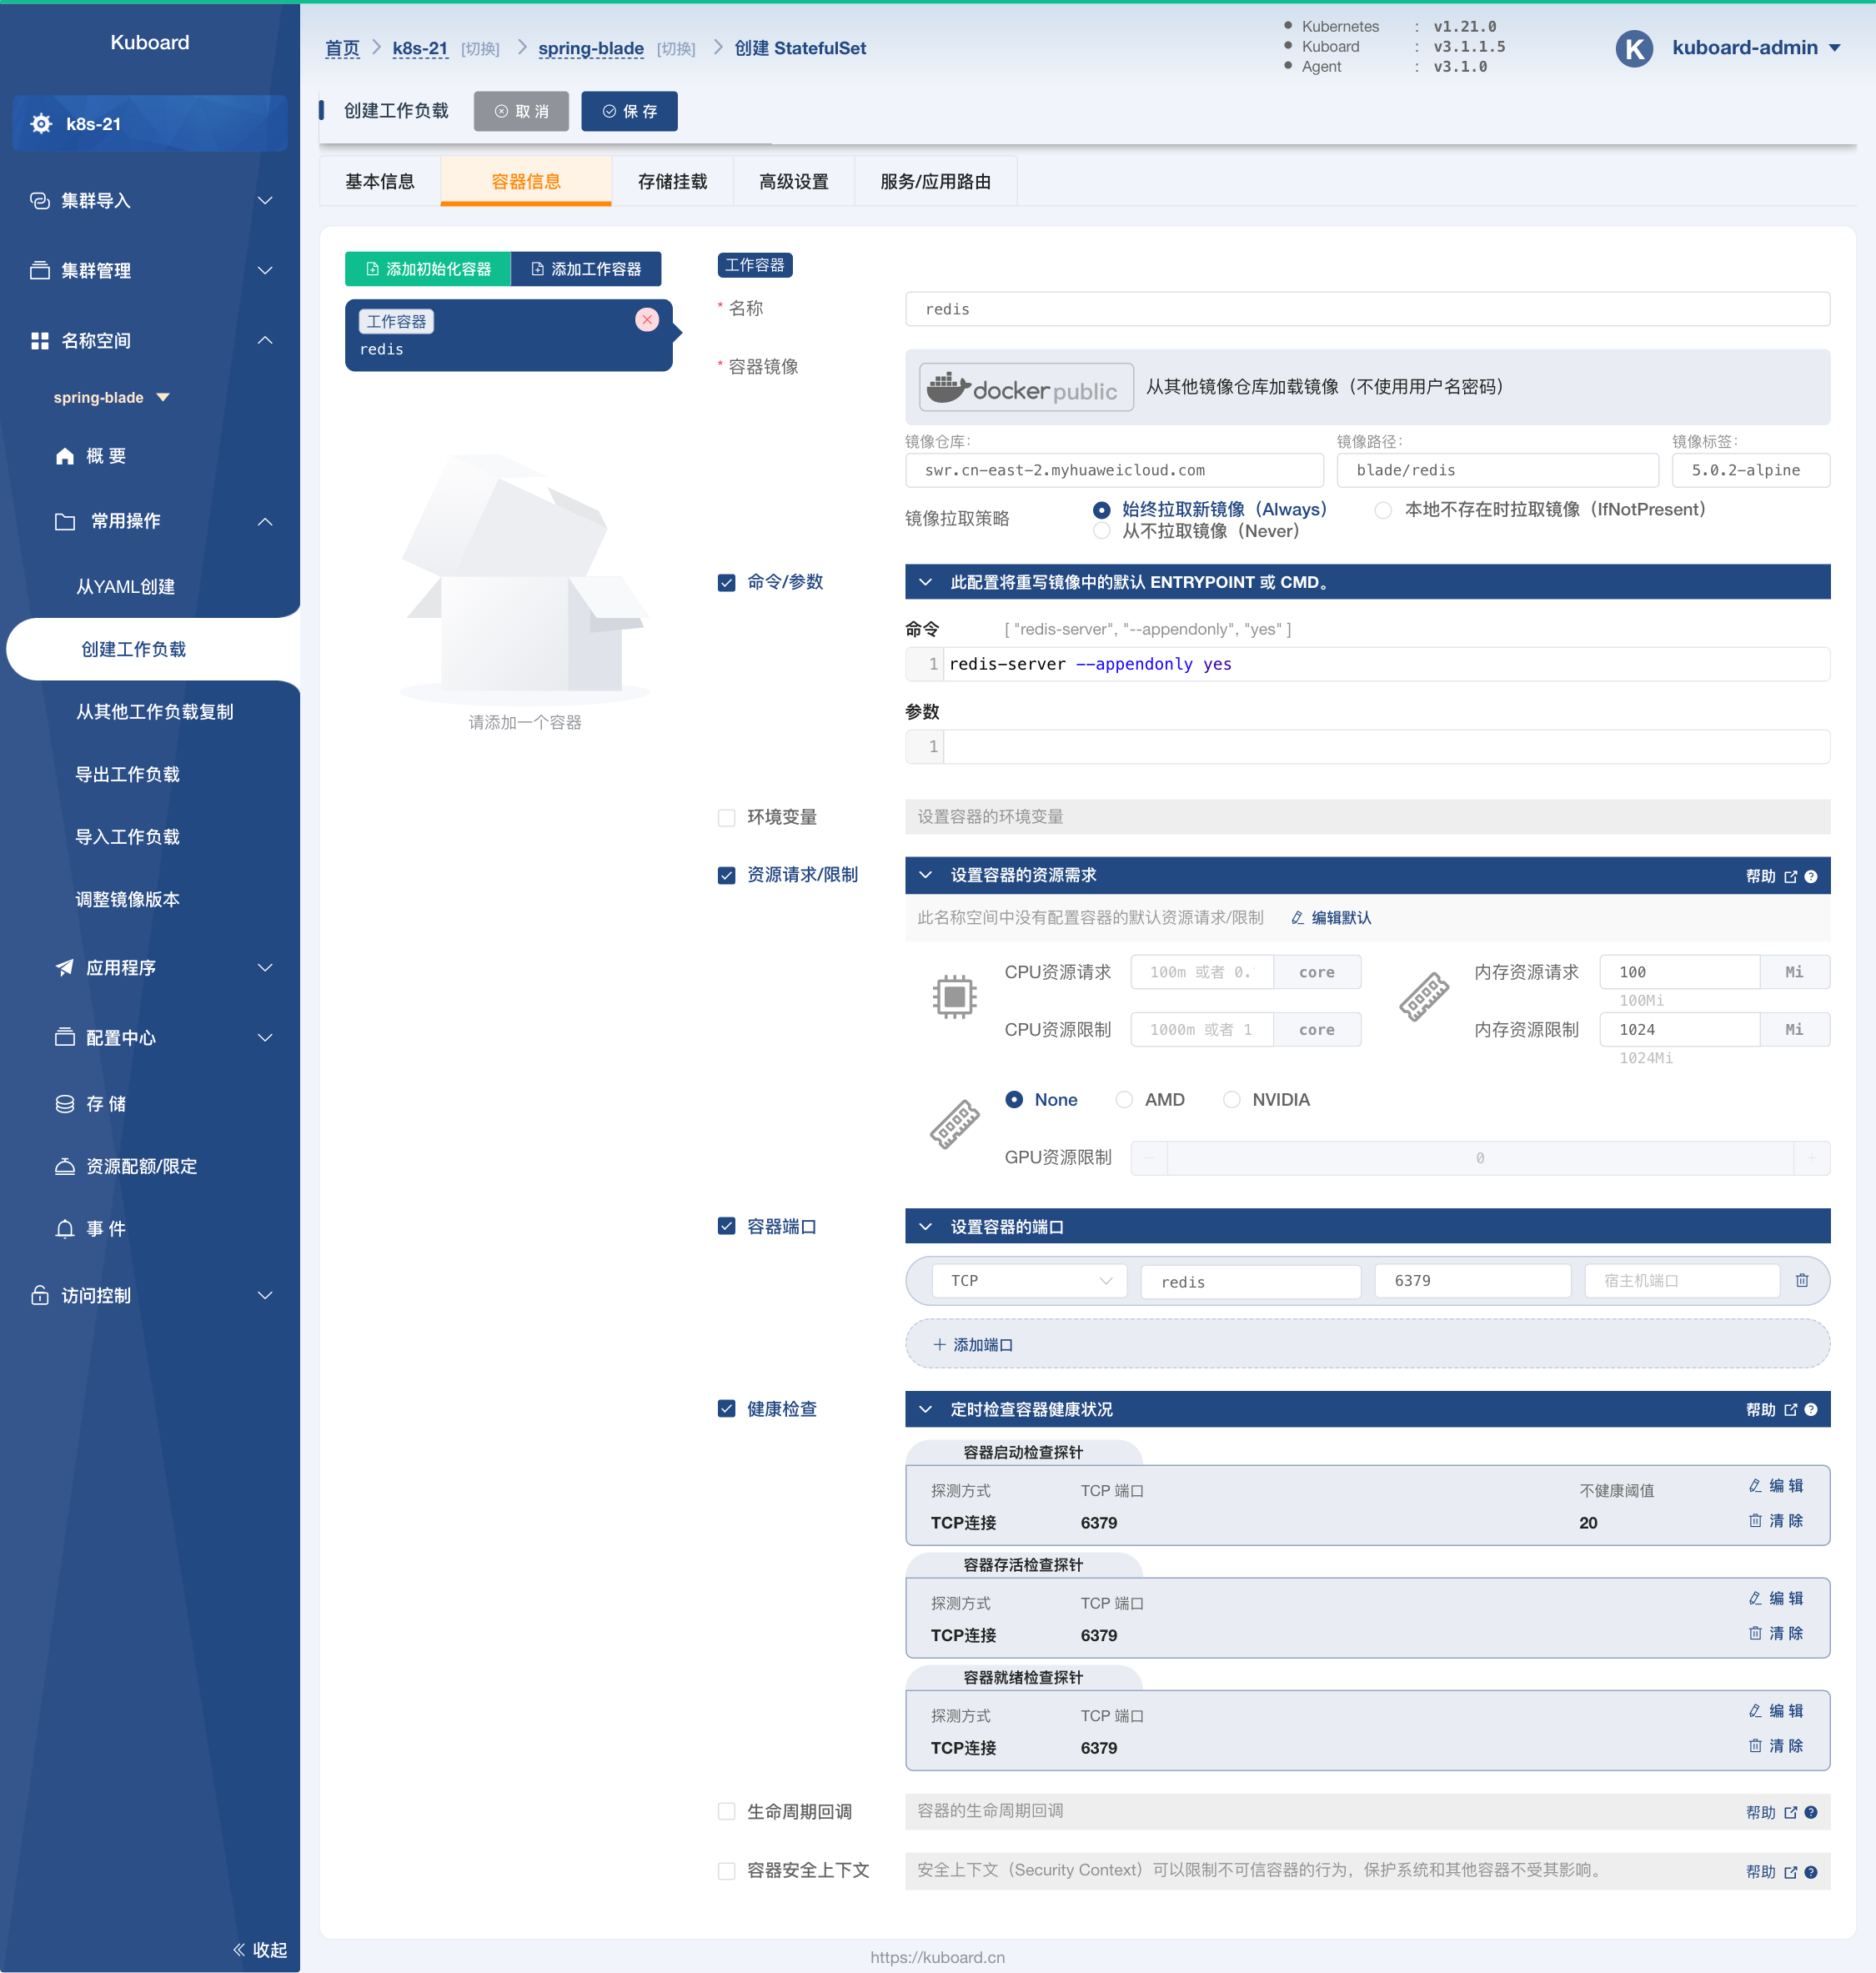 Kuboard
k8s-21
集群导入
集群管理
名称空间
spring-blade
概 要
常用操作
从YAML创建
创建工作负载
从其他工作负载复制
导出工作负载
导入工作负载
调整镜像版本
应用程序
配置中心
存 储
资源配额/限定
事 件
访问控制
收起
首页 k8s-21 [切换] spring-blade [切换] 创建 StatefulSet
Kubernetes : v1.21.0
Kuboard : v3.1.1.5
Agent : v3.1.0
K kuboard-admin
创建工作负载 取 消 保 存
基本信息 容器信息 存储挂载 高级设置 服务/应用路由
添加初始化容器 添加工作容器
工作容器
redis
请添加一个容器
工作容器
* 名称 redis
* 容器镜像
docker public 从其他镜像仓库加载镜像（不使用用户名密码）
镜像仓库: 镜像路径: 镜像标签:
swr.cn-east-2.myhuaweicloud.com blade/redis 5.0.2-alpine
镜像拉取策略 始终拉取新镜像（Always） 本地不存在时拉取镜像（IfNotPresent）
从不拉取镜像（Never）
命令/参数 此配置将重写镜像中的默认 ENTRYPOINT 或 CMD。
命令 [ "redis-server", "--appendonly", "yes" ]
1 redis-server --appendonly yes
参数
1
环境变量 设置容器的环境变量
资源请求/限制 设置容器的资源需求 帮助 ?
此名称空间中没有配置容器的默认资源请求/限制 编辑默认
CPU资源请求 100m 或者 0. core 内存资源请求 100 Mi
100Mi
CPU资源限制 1000m 或者 1 core 内存资源限制 1024 Mi
1024Mi
None AMD NVIDIA
GPU资源限制 − 0 +
容器端口 设置容器的端口
TCP redis 6379 宿主机端口
+ 添加端口
健康检查 定时检查容器健康状况 帮助 ?
容器启动检查探针
探测方式 TCP 端口 不健康阈值 编 辑
TCP连接 6379 20 清 除
容器存活检查探针
探测方式 TCP 端口 编 辑
TCP连接 6379 清 除
容器就绪检查探针
探测方式 TCP 端口 编 辑
TCP连接 6379 清 除
生命周期回调 容器的生命周期回调 帮助 ?
容器安全上下文 安全上下文（Security Context）可以限制不可信容器的行为，保护系统和其他容器不受其影响。 帮助 ?
https://kuboard.cn